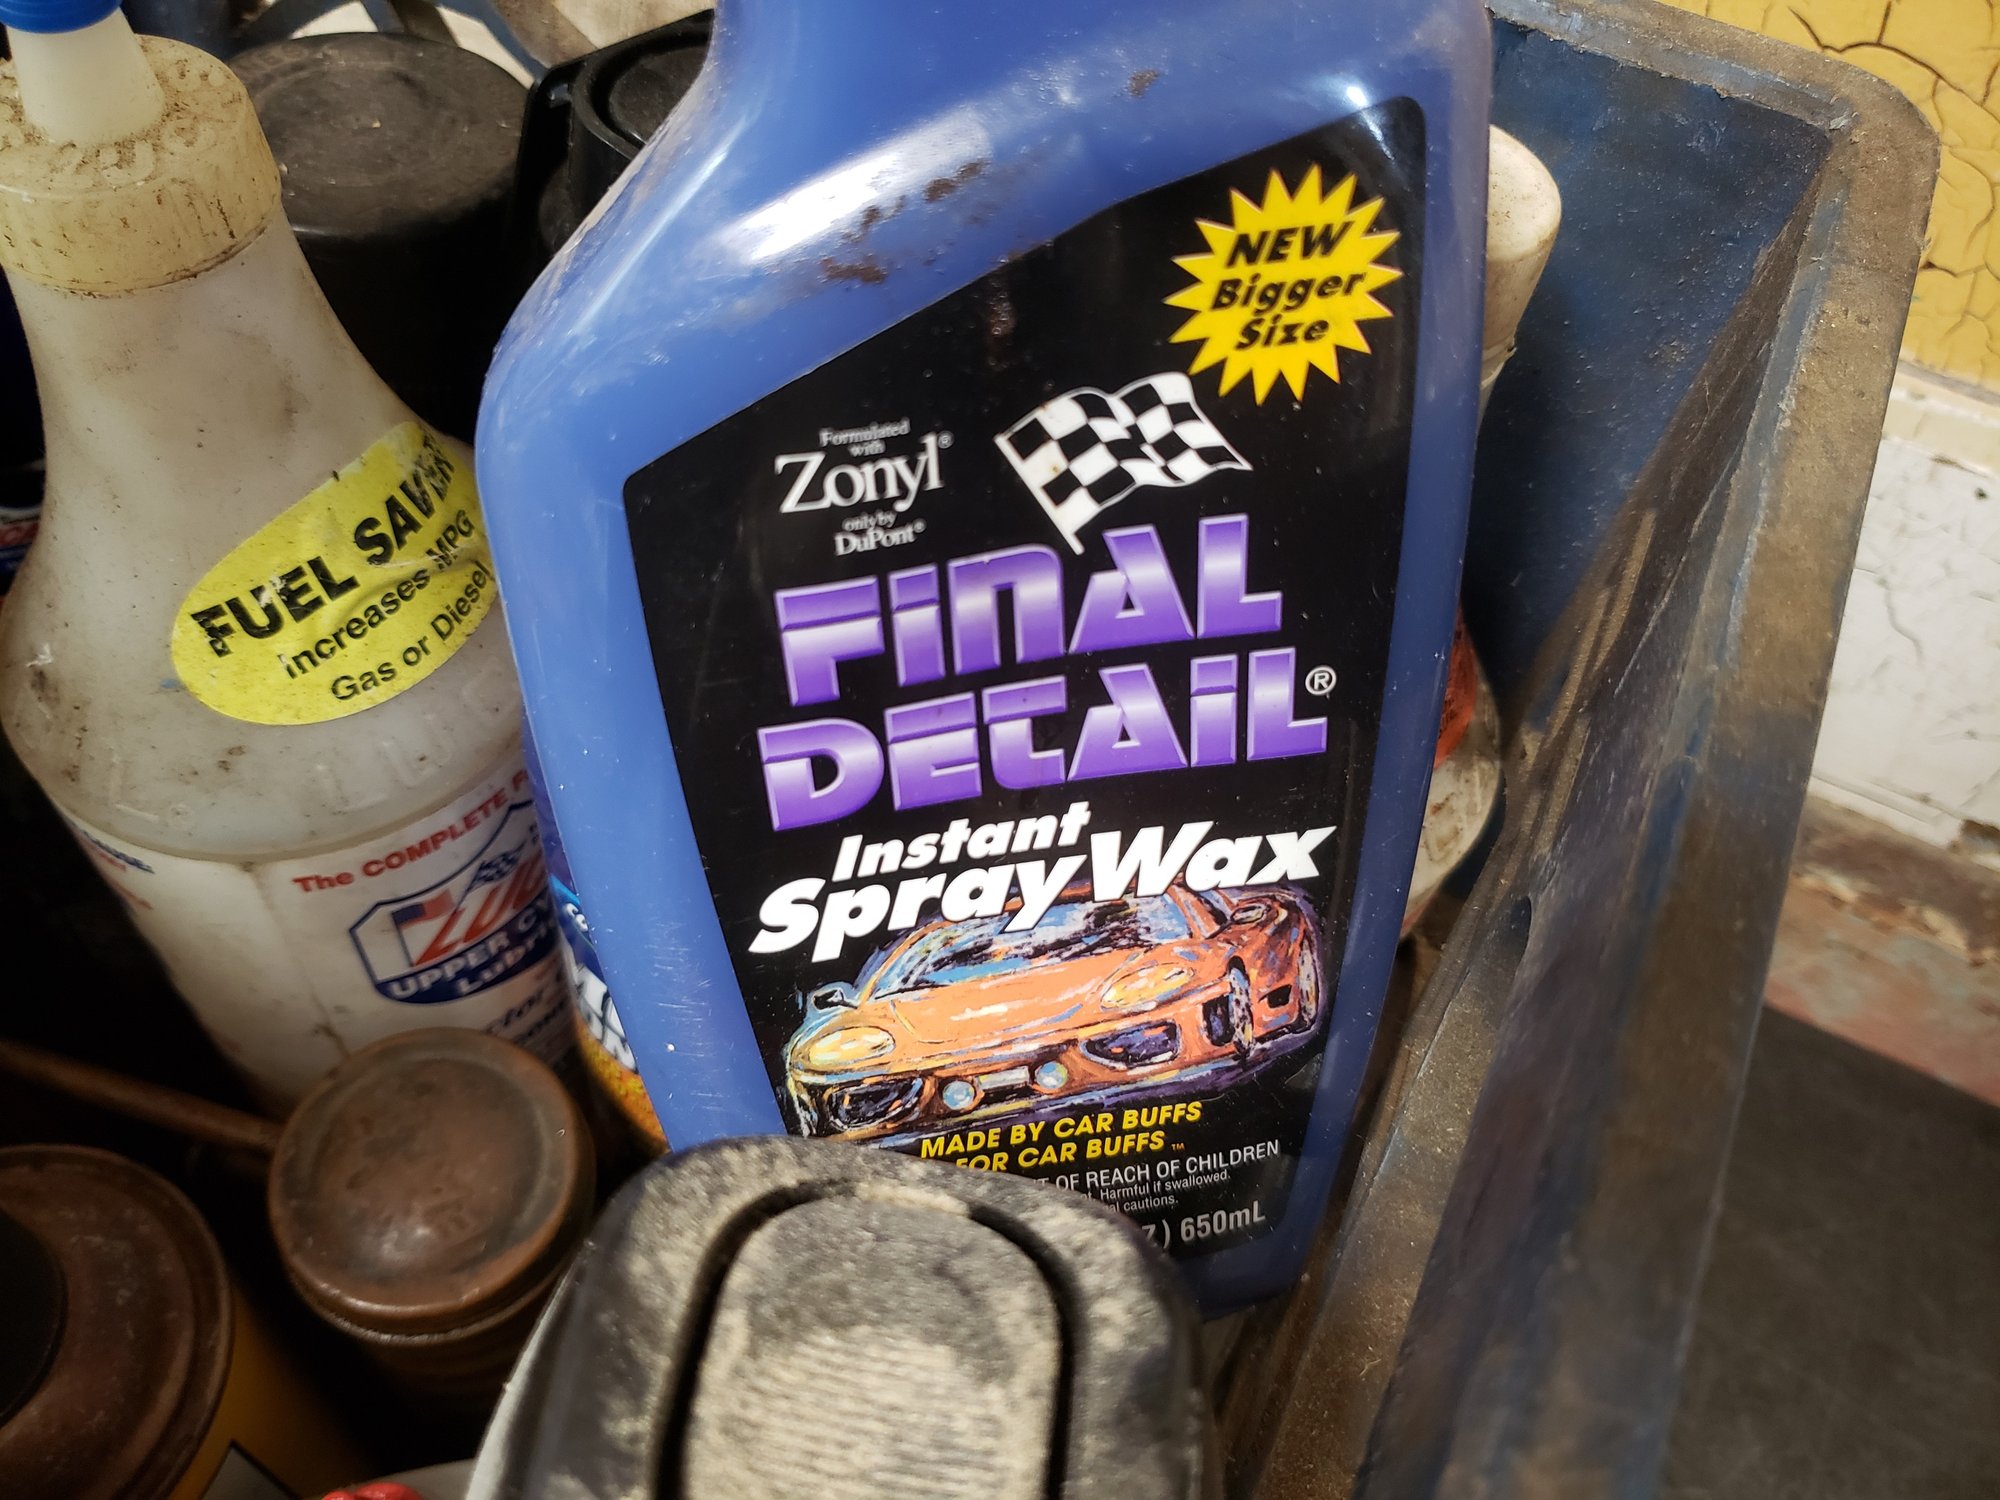 NEW
Bigger
Size
Formulated
with
Zonyl®
only by
DuPont®
FINAL
DETAIL®
Instant
Spray Wax
MADE BY CAR BUFFS
FOR CAR BUFFS™
OF REACH OF CHILDREN
Harmful if swallowed.
cautions.
650mL
FUEL SAVER
Increases MPG
Gas or Diesel
The COMPLETE
UPPER